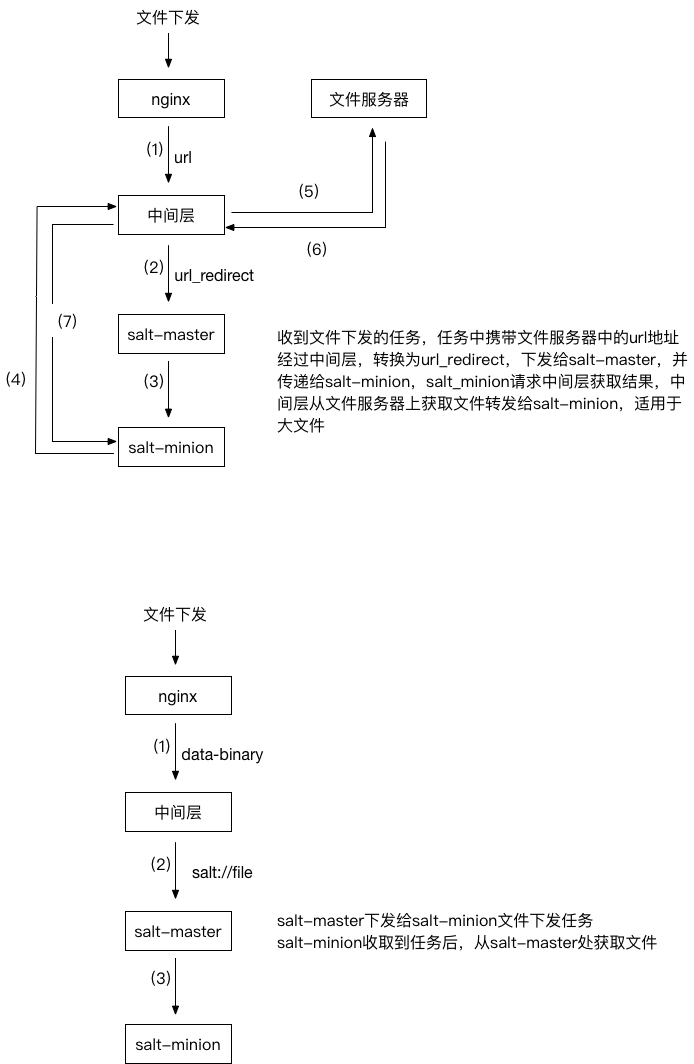 文件下发
nginx
文件服务器
(1)
url
(5)
中间层
(6)
(2)
url_redirect
(7)
salt-master
(4)
(3)
salt-minion
收到文件下发的任务，任务中携带文件服务器中的url地址
经过中间层，转换为url_redirect，下发给salt-master，并
传递给salt-minion，salt_minion请求中间层获取结果，中
间层从文件服务器上获取文件转发给salt-minion，适用于
大文件
文件下发
nginx
(1)
data-binary
中间层
(2)
salt://file
salt-master
(3)
salt-minion
salt-master下发给salt-minion文件下发任务
salt-minion收取到任务后，从salt-master处获取文件